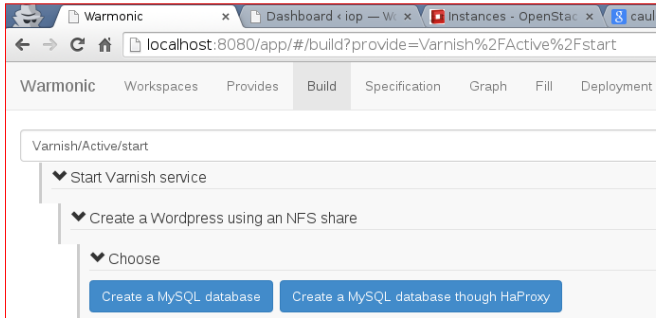 Warmonic Dashboard ‹ iop — W Instances - OpenStac caul
localhost:8080/app/#/build?provide=Varnish%2FActive%2Fstart
Warmonic Workspaces Provides Build Specification Graph Fill Deployment
Varnish/Active/start
Start Varnish service
Create a Wordpress using an NFS share
Choose
Create a MySQL database Create a MySQL database though HaProxy